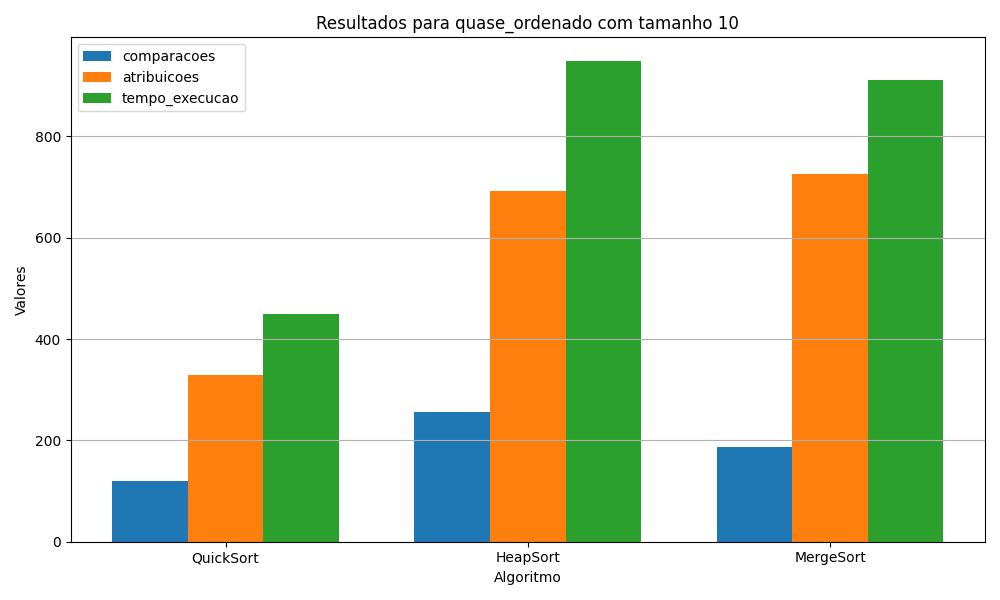 Resultados para quase_ordenado com tamanho 10
comparacoes
atribuicoes
tempo_execucao
Valores
800
600
400
200
0
QuickSort
HeapSort
MergeSort
Algoritmo